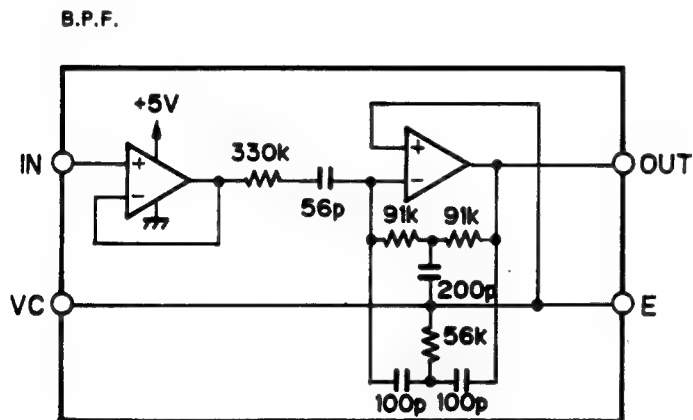 B.P.F.
+5V
IN
+
−
330k
56p
+
−
OUT
91k 91k
200p
VC
E
56k
100p 100p